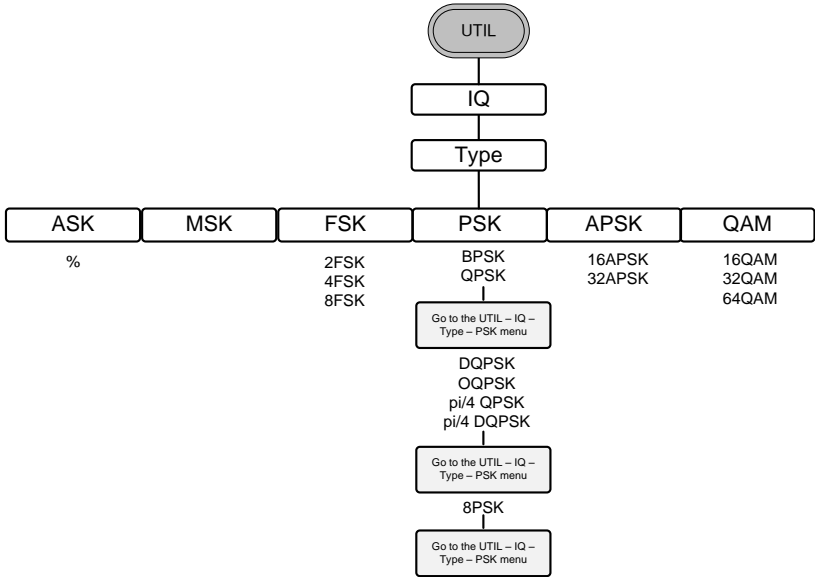 UTIL
IQ
Type
ASK
MSK
FSK
PSK
APSK
QAM
%
2FSK
4FSK
8FSK
BPSK
QPSK
Go to the UTIL – IQ –
Type – PSK menu
DQPSK
OQPSK
pi/4 QPSK
pi/4 DQPSK
Go to the UTIL – IQ –
Type – PSK menu
8PSK
Go to the UTIL – IQ –
Type – PSK menu
16APSK
32APSK
16QAM
32QAM
64QAM